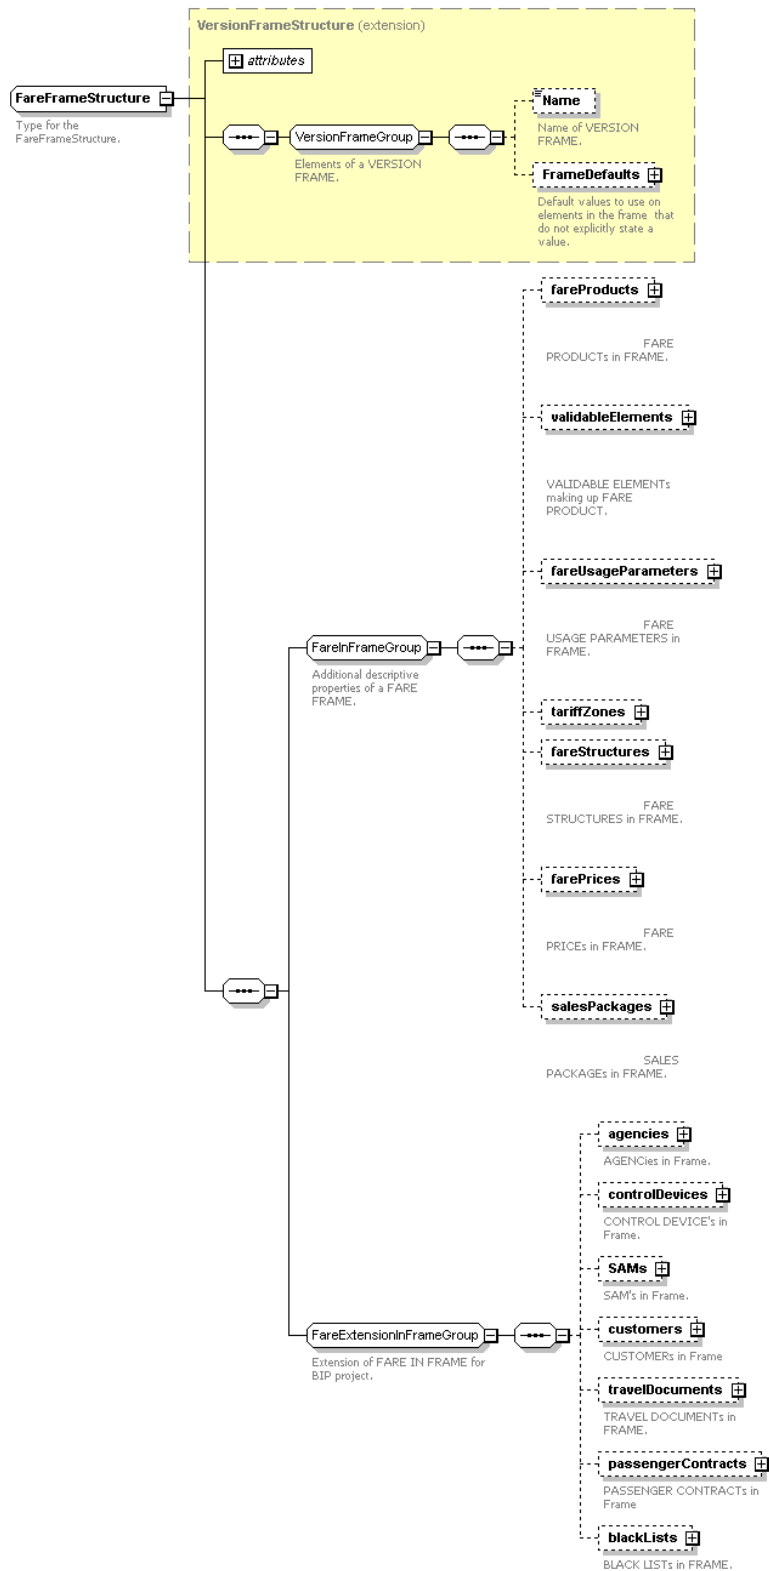 VersionFrameStructure (extension)
attributes
FareFrameStructure
Type for the
FareFrameStructure.
VersionFrameGroup
Elements of a VERSION
FRAME.
Name
Name of VERSION
FRAME.
FrameDefaults
Default values to use on
elements in the frame that
do not explicitly state a
value.
fareProducts
FARE
PRODUCTs in FRAME.
validableElements
VALIDABLE ELEMENTs
making up FARE
PRODUCT.
fareUsageParameters
FARE
USAGE PARAMETERS in
FRAME.
FareInFrameGroup
Additional descriptive
properties of a FARE
FRAME.
tariffZones
fareStructures
FARE
STRUCTURES in FRAME.
farePrices
FARE
PRICEs in FRAME.
salesPackages
SALES
PACKAGEs in FRAME.
agencies
AGENCies in Frame.
controlDevices
CONTROL DEVICE's in
Frame.
SAMs
SAM's in Frame.
FareExtensionInFrameGroup
Extension of FARE IN FRAME for
BIP project.
customers
CUSTOMERs in Frame
travelDocuments
TRAVEL DOCUMENTs in
FRAME.
passengerContracts
PASSENGER CONTRACTs in
Frame
blackLists
BLACK LISTs in FRAME.